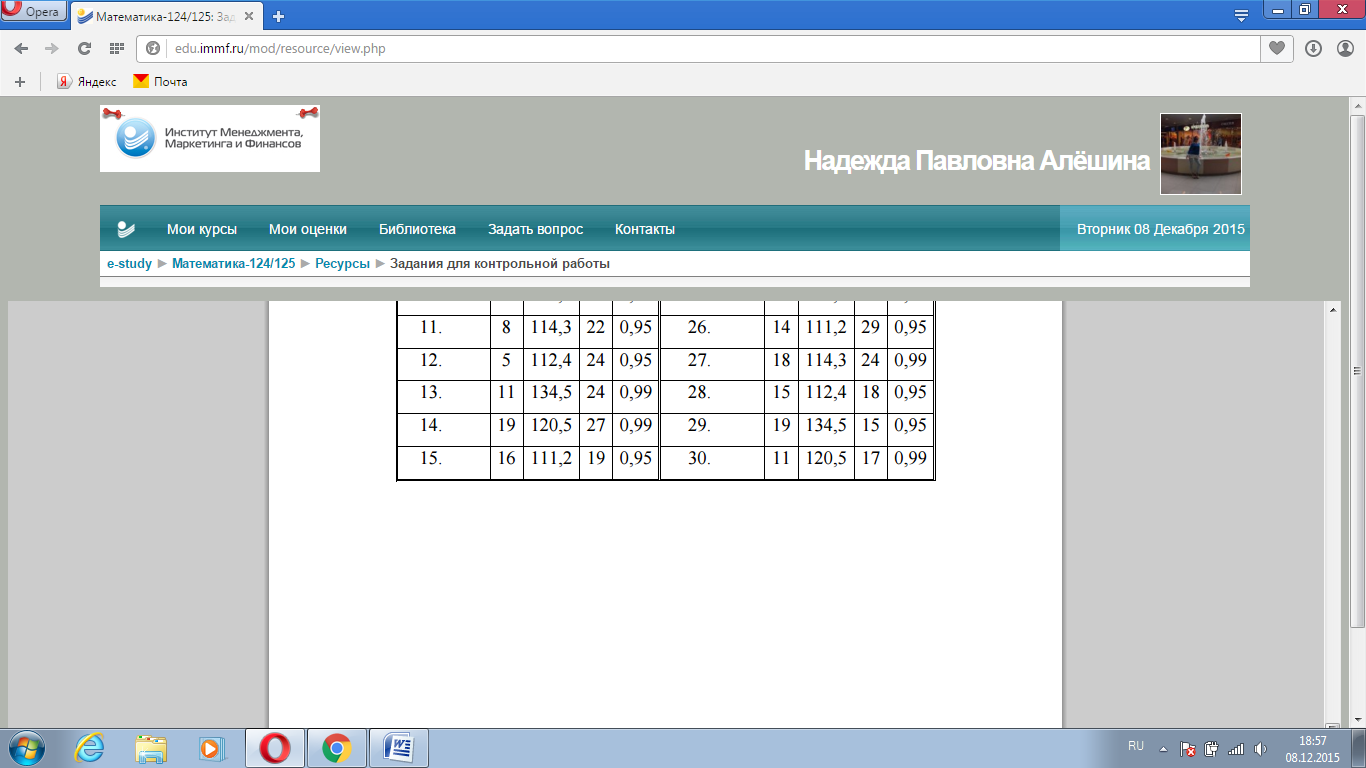 Opera
Математика-124/125: Зад
edu.immf.ru/mod/resource/view.php
Яндекс
Почта
Институт Менеджмента,
Маркетинга и Финансов
Надежда Павловна Алёшина
Мои курсы Мои оценки Библиотека Задать вопрос Контакты Вторник 08 Декабря 2015
e-study ► Математика-124/125 ► Ресурсы ► Задания для контрольной работы
11. 8 114,3 22 0,95 26. 14 111,2 29 0,95
12. 5 112,4 24 0,95 27. 18 114,3 24 0,99
13. 11 134,5 24 0,99 28. 15 112,4 18 0,95
14. 19 120,5 27 0,99 29. 19 134,5 15 0,95
15. 16 111,2 19 0,95 30. 11 120,5 17 0,99
RU
18:57
08.12.2015